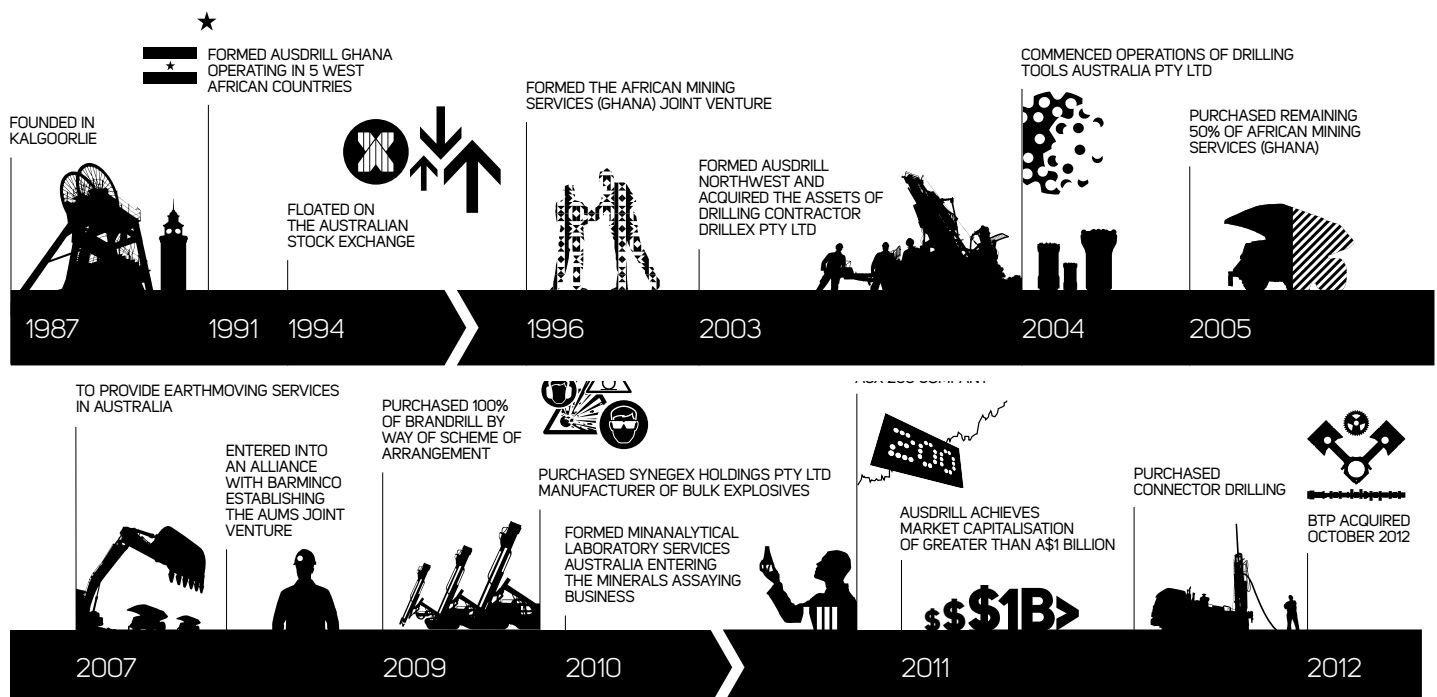 FORMED AUSDRILL GHANA
OPERATING IN 5 WEST
AFRICAN COUNTRIES
FOUNDED IN
KALGOORLIE
FLOATED ON
THE AUSTRALIAN
STOCK EXCHANGE
FORMED THE AFRICAN MINING
SERVICES (GHANA) JOINT VENTURE
FORMED AUSDRILL
NORTHWEST AND
ACQUIRED THE ASSETS OF
DRILLING CONTRACTOR
DRILLEX PTY LTD
COMMENCED OPERATIONS OF DRILLING
TOOLS AUSTRALIA PTY LTD
PURCHASED REMAINING
50% OF AFRICAN MINING
SERVICES (GHANA)
1987
1991
1994
1996
2003
2004
2005
TO PROVIDE EARTHMOVING SERVICES
IN AUSTRALIA
ENTERED INTO
AN ALLIANCE
WITH BARMINCO
ESTABLISHING
THE AUMS JOINT
VENTURE
PURCHASED 100%
OF BRANDRILL BY
WAY OF SCHEME OF
ARRANGEMENT
PURCHASED SYNEGEX HOLDINGS PTY LTD
MANUFACTURER OF BULK EXPLOSIVES
FORMED MINANALYTICAL
LABORATORY SERVICES
AUSTRALIA ENTERING
THE MINERALS ASSAYING
BUSINESS
200
AUSDRILL ACHIEVES
MARKET CAPITALISATION
OF GREATER THAN A$1 BILLION
$$$1B>
PURCHASED
CONNECTOR DRILLING
BTP ACQUIRED
OCTOBER 2012
2007
2009
2010
2011
2012